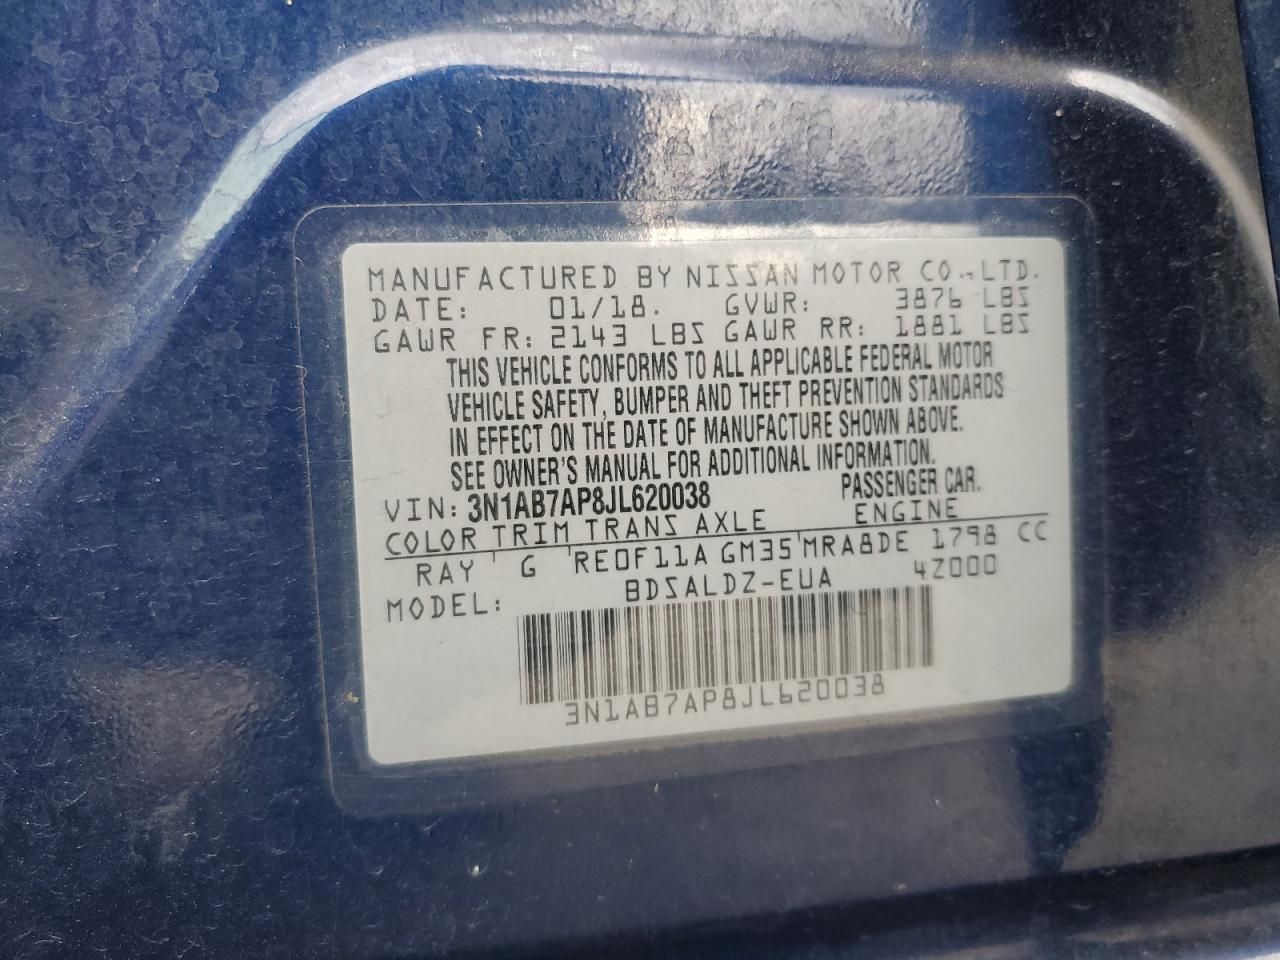 MANUFACTURED BY NISSAN MOTOR CO.,LTD.
DATE: 01/18. GVWR: 3876 LBS
GAWR FR: 2143 LBS GAWR RR: 1881 LBS
THIS VEHICLE CONFORMS TO ALL APPLICABLE FEDERAL MOTOR
VEHICLE SAFETY, BUMPER AND THEFT PREVENTION STANDARDS
IN EFFECT ON THE DATE OF MANUFACTURE SHOWN ABOVE.
SEE OWNER'S MANUAL FOR ADDITIONAL INFORMATION.
VIN: 3N1AB7AP8JL620038 PASSENGER CAR.
COLOR TRIM TRANS AXLE ENGINE
RAY G RE0F11A GM35 MRA8DE 1798 CC
MODEL: BDSALDZ-EUA 4Z000
3N1AB7AP8JL620038